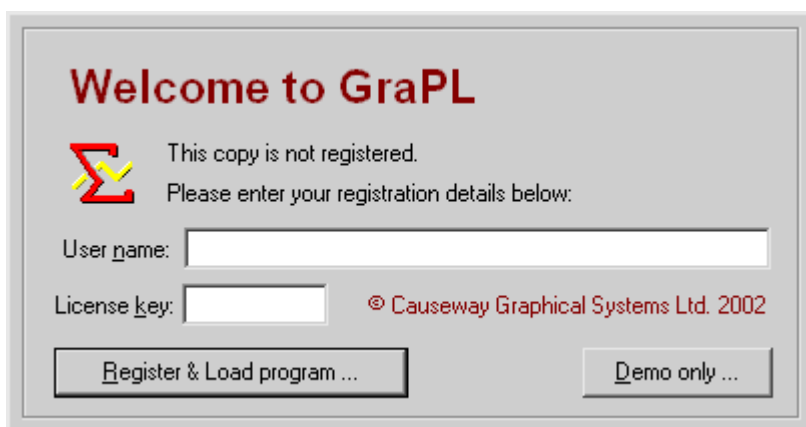 Welcome to GraPL
This copy is not registered.
Please enter your registration details below:
User name:
License key:
© Causeway Graphical Systems Ltd. 2002
Register & Load program ...
Demo only ...